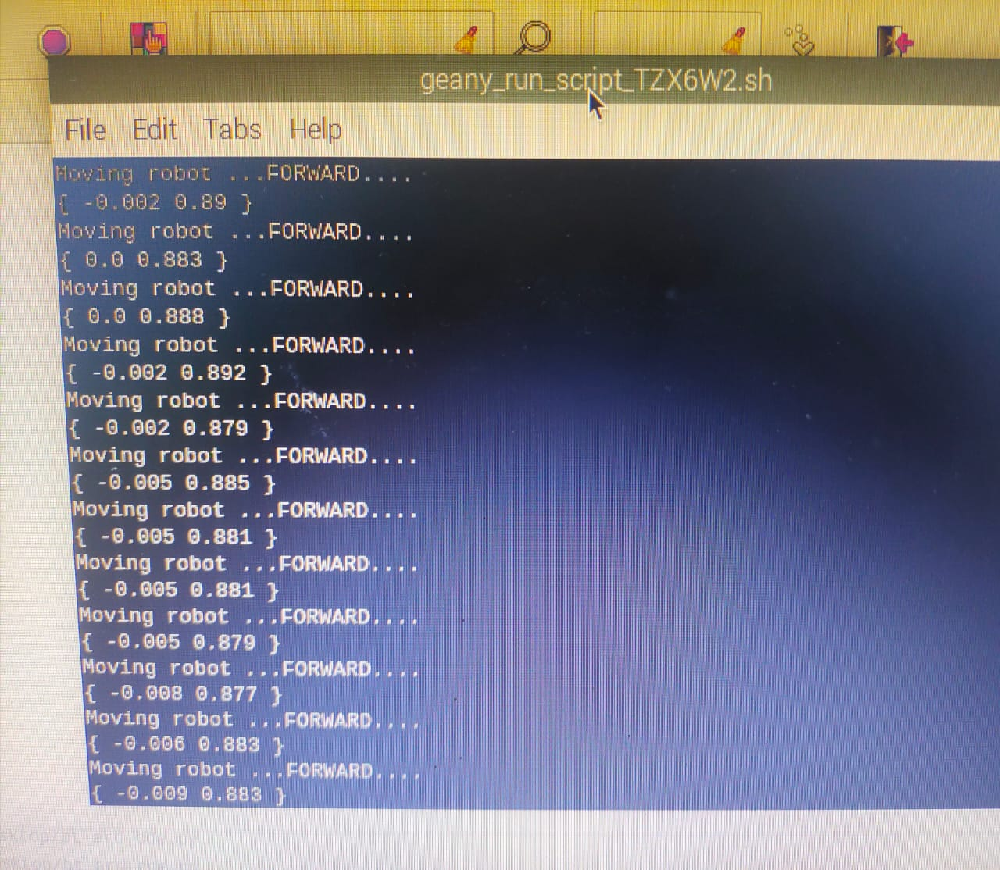 geany_run_script_TZX6W2.sh
File Edit Tabs Help
Moving robot ...FORWARD....
{ -0.002 0.89 }
Moving robot ...FORWARD....
{ 0.0 0.883 }
Moving robot ...FORWARD....
{ 0.0 0.888 }
Moving robot ...FORWARD....
{ -0.002 0.892 }
Moving robot ...FORWARD....
{ -0.002 0.879 }
Moving robot ...FORWARD....
{ -0.005 0.885 }
Moving robot ...FORWARD....
{ -0.005 0.881 }
Moving robot ...FORWARD....
{ -0.005 0.881 }
Moving robot ...FORWARD....
{ -0.005 0.879 }
Moving robot ...FORWARD....
{ -0.008 0.877 }
Moving robot ...FORWARD....
{ -0.006 0.883 }
Moving robot ...FORWARD....
{ -0.009 0.883 }